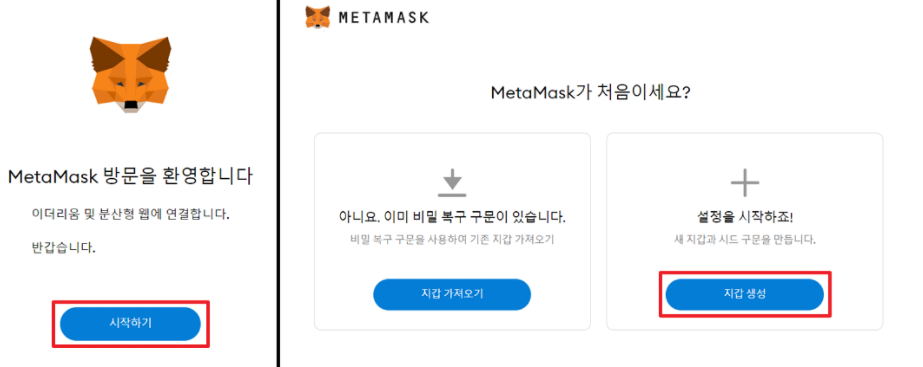 MetaMask 방문을 환영합니다
이더리움 및 분산형 웹에 연결합니다.
반갑습니다.
시작하기
METAMASK
MetaMask가 처음이세요?
아니요. 이미 비밀 복구 구문이 있습니다.
비밀 복구 구문을 사용하여 기존 지갑 가져오기
지갑 가져오기
설정을 시작하죠!
새 지갑과 시드 구문을 만듭니다.
지갑 생성